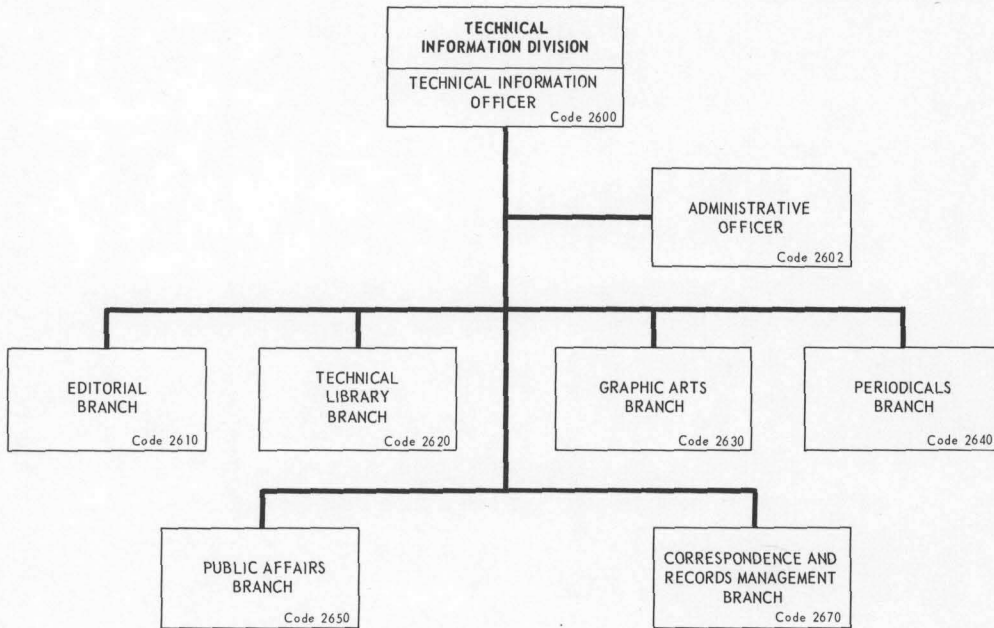 TECHNICAL
INFORMATION DIVISION
TECHNICAL INFORMATION
OFFICER
Code 2600
ADMINISTRATIVE
OFFICER
Code 2602
EDITORIAL
BRANCH
Code 2610
TECHNICAL
LIBRARY
BRANCH
Code 2620
GRAPHIC ARTS
BRANCH
Code 2630
PERIODICALS
BRANCH
Code 2640
PUBLIC AFFAIRS
BRANCH
Code 2650
CORRESPONDENCE AND
RECORDS MANAGEMENT
BRANCH
Code 2670